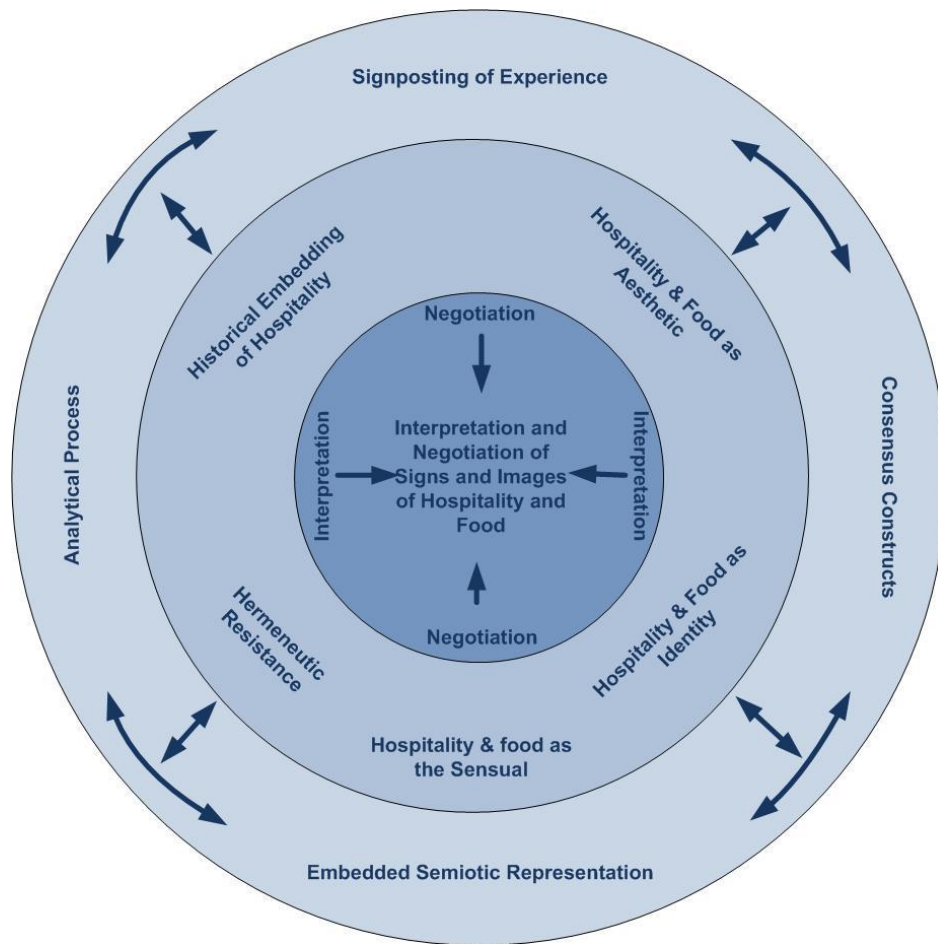 Signposting of Experience
Historical Embedding
of Hospitality
Hospitality & Food as
Aesthetic
Negotiation
Analytical Process
Interpretation
Interpretation and
Negotiation of
Signs and Images
of Hospitality and
Food
Interpretation
Consensus Constructs
Negotiation
Hermeneutic
Resistance
Hospitality & Food as
Identity
Hospitality & food as
the Sensual
Embedded Semiotic Representation